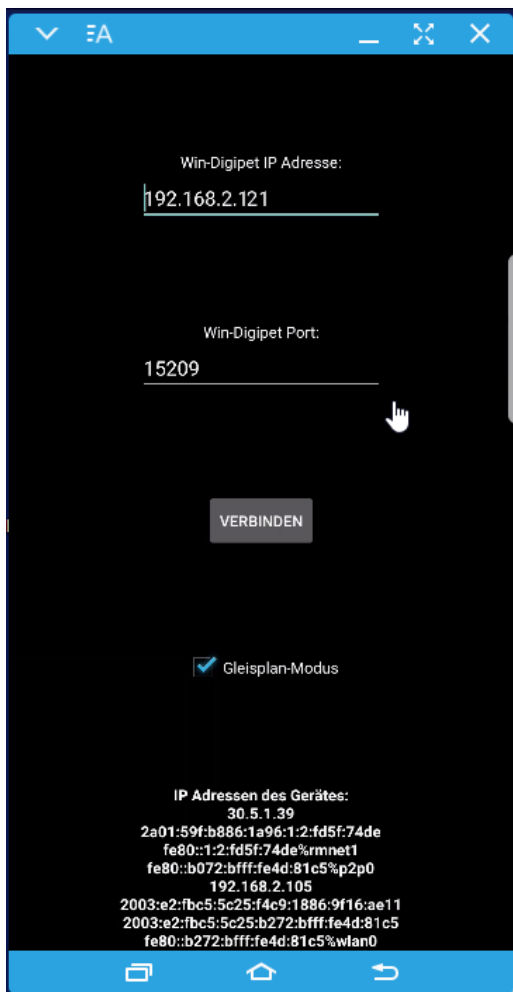 ΞA
Win-Digipet IP Adresse:
192.168.2.121
Win-Digipet Port:
15209
VERBINDEN
Gleisplan-Modus
IP Adressen des Gerätes:
30.5.1.39
2a01:59f:b886:1a96:1:2:fd5f:74de
fe80::1:2:fd5f:74de%rmnet1
fe80::b072:bfff:fe4d:81c5%p2p0
192.168.2.105
2003:e2:fbc5:5c25:f4c9:1886:9f16:ae11
2003:e2:fbc5:5c25:b272:bfff:fe4d:81c5
fe80::b272:bfff:fe4d:81c5%wlan0